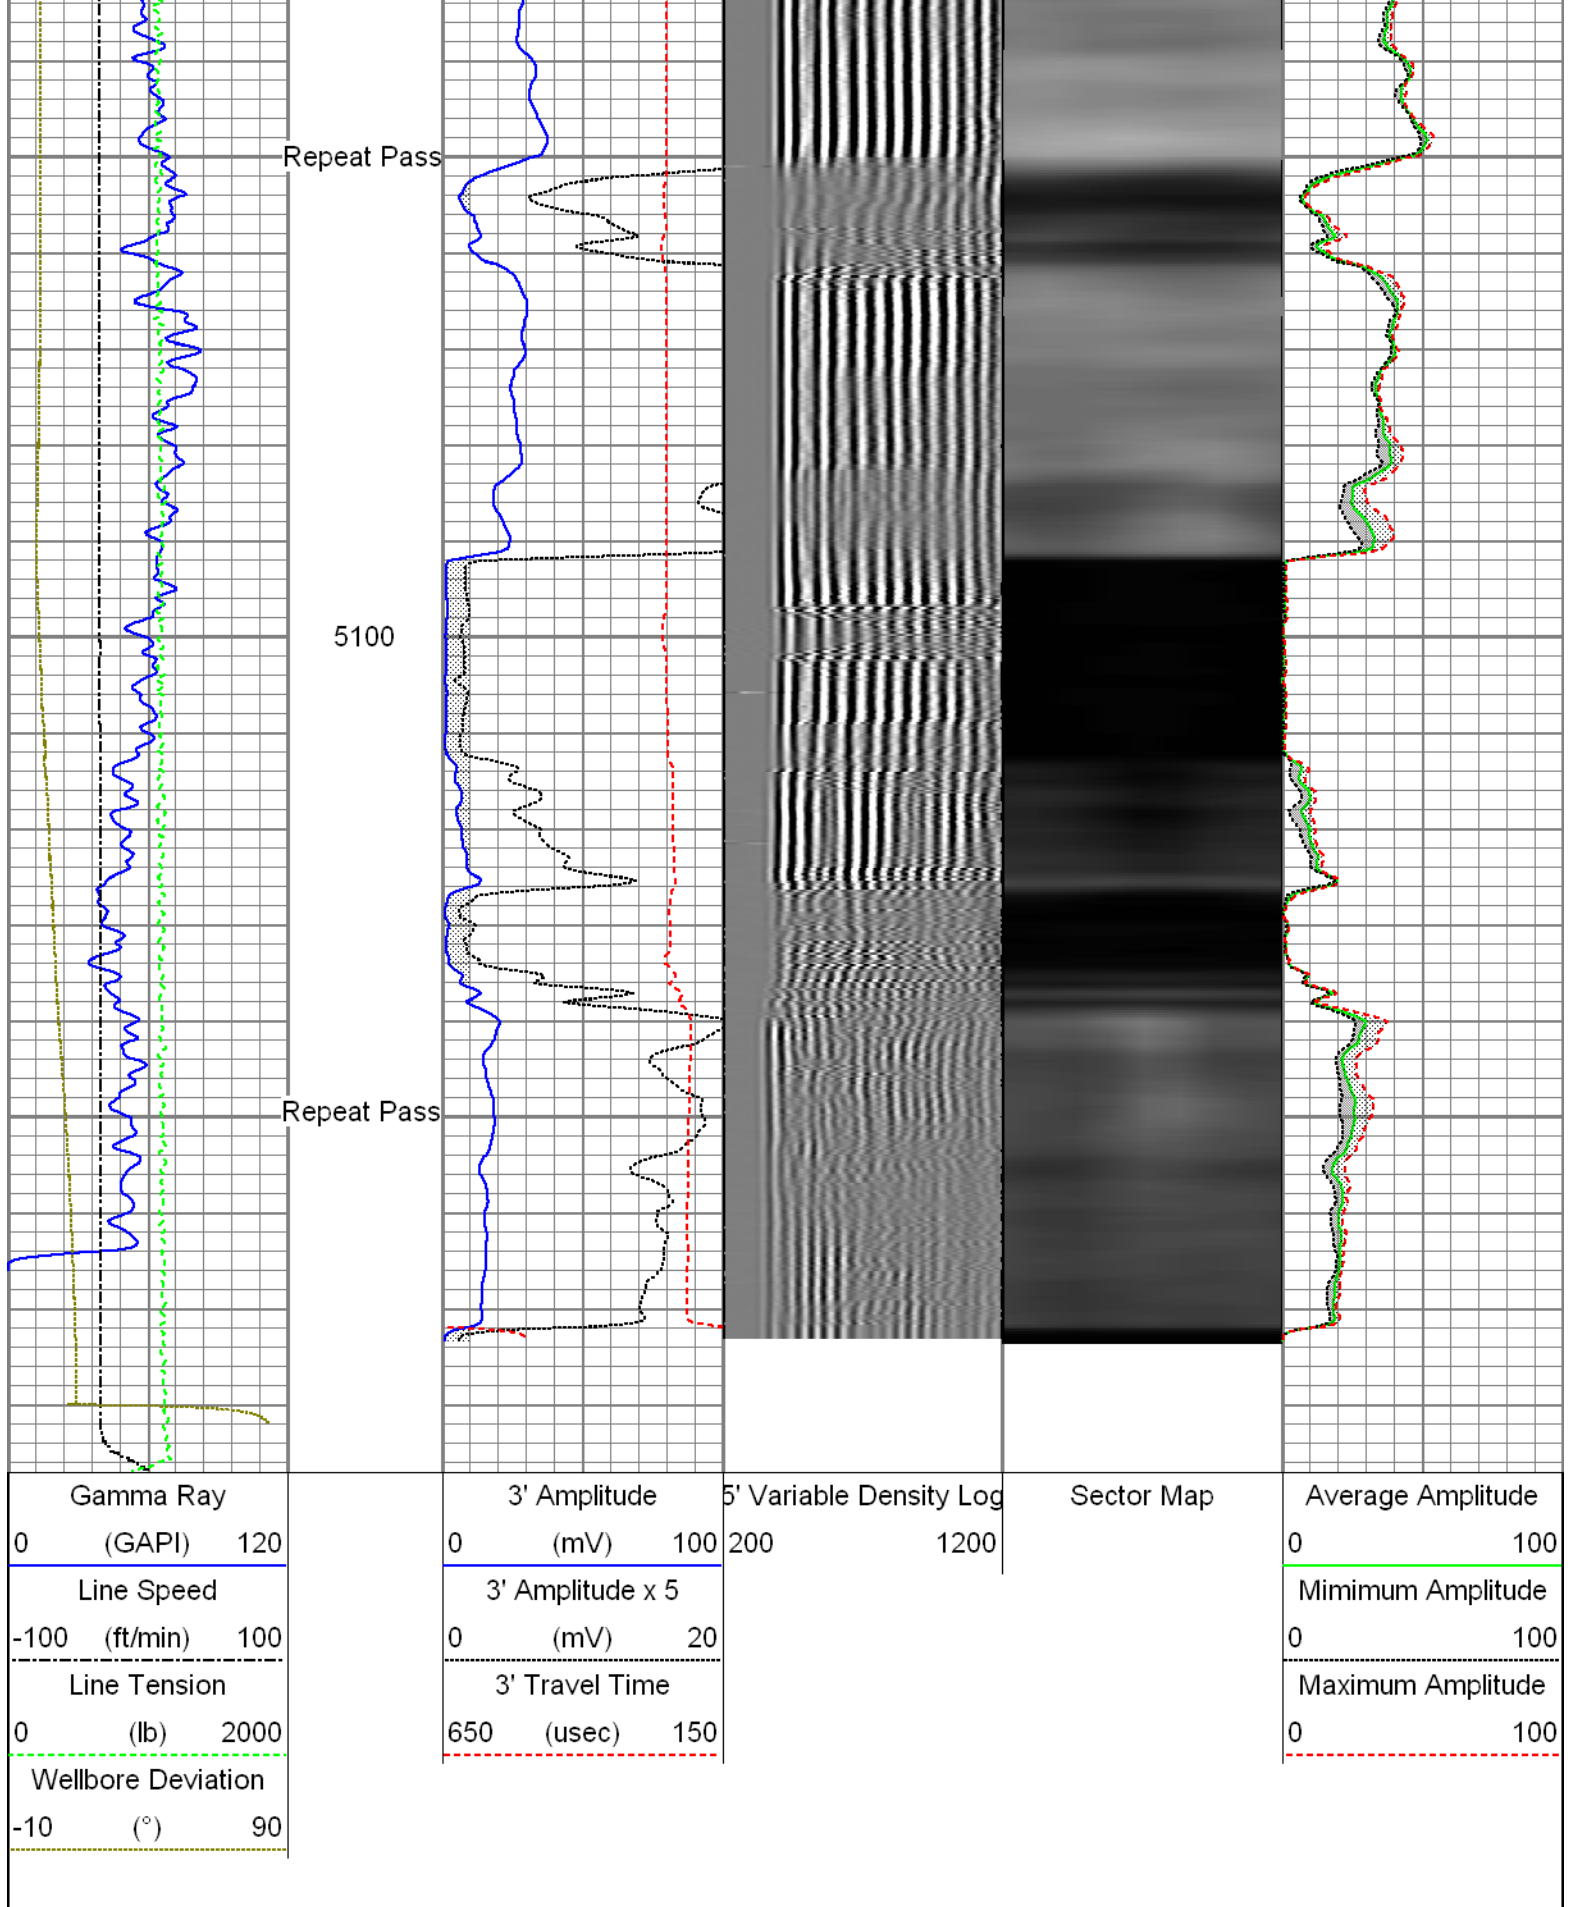 Repeat Pass
5100
Repeat Pass
Gamma Ray
0 (GAPI) 120
Line Speed
-100 (ft/min) 100
Line Tension
0 (lb) 2000
Wellbore Deviation
-10 (°) 90
3' Amplitude
0 (mV) 100
3' Amplitude x 5
0 (mV) 20
3' Travel Time
650 (usec) 150
5' Variable Density Log
200 1200
Sector Map
Average Amplitude
0 100
Mimimum Amplitude
0 100
Maximum Amplitude
0 100